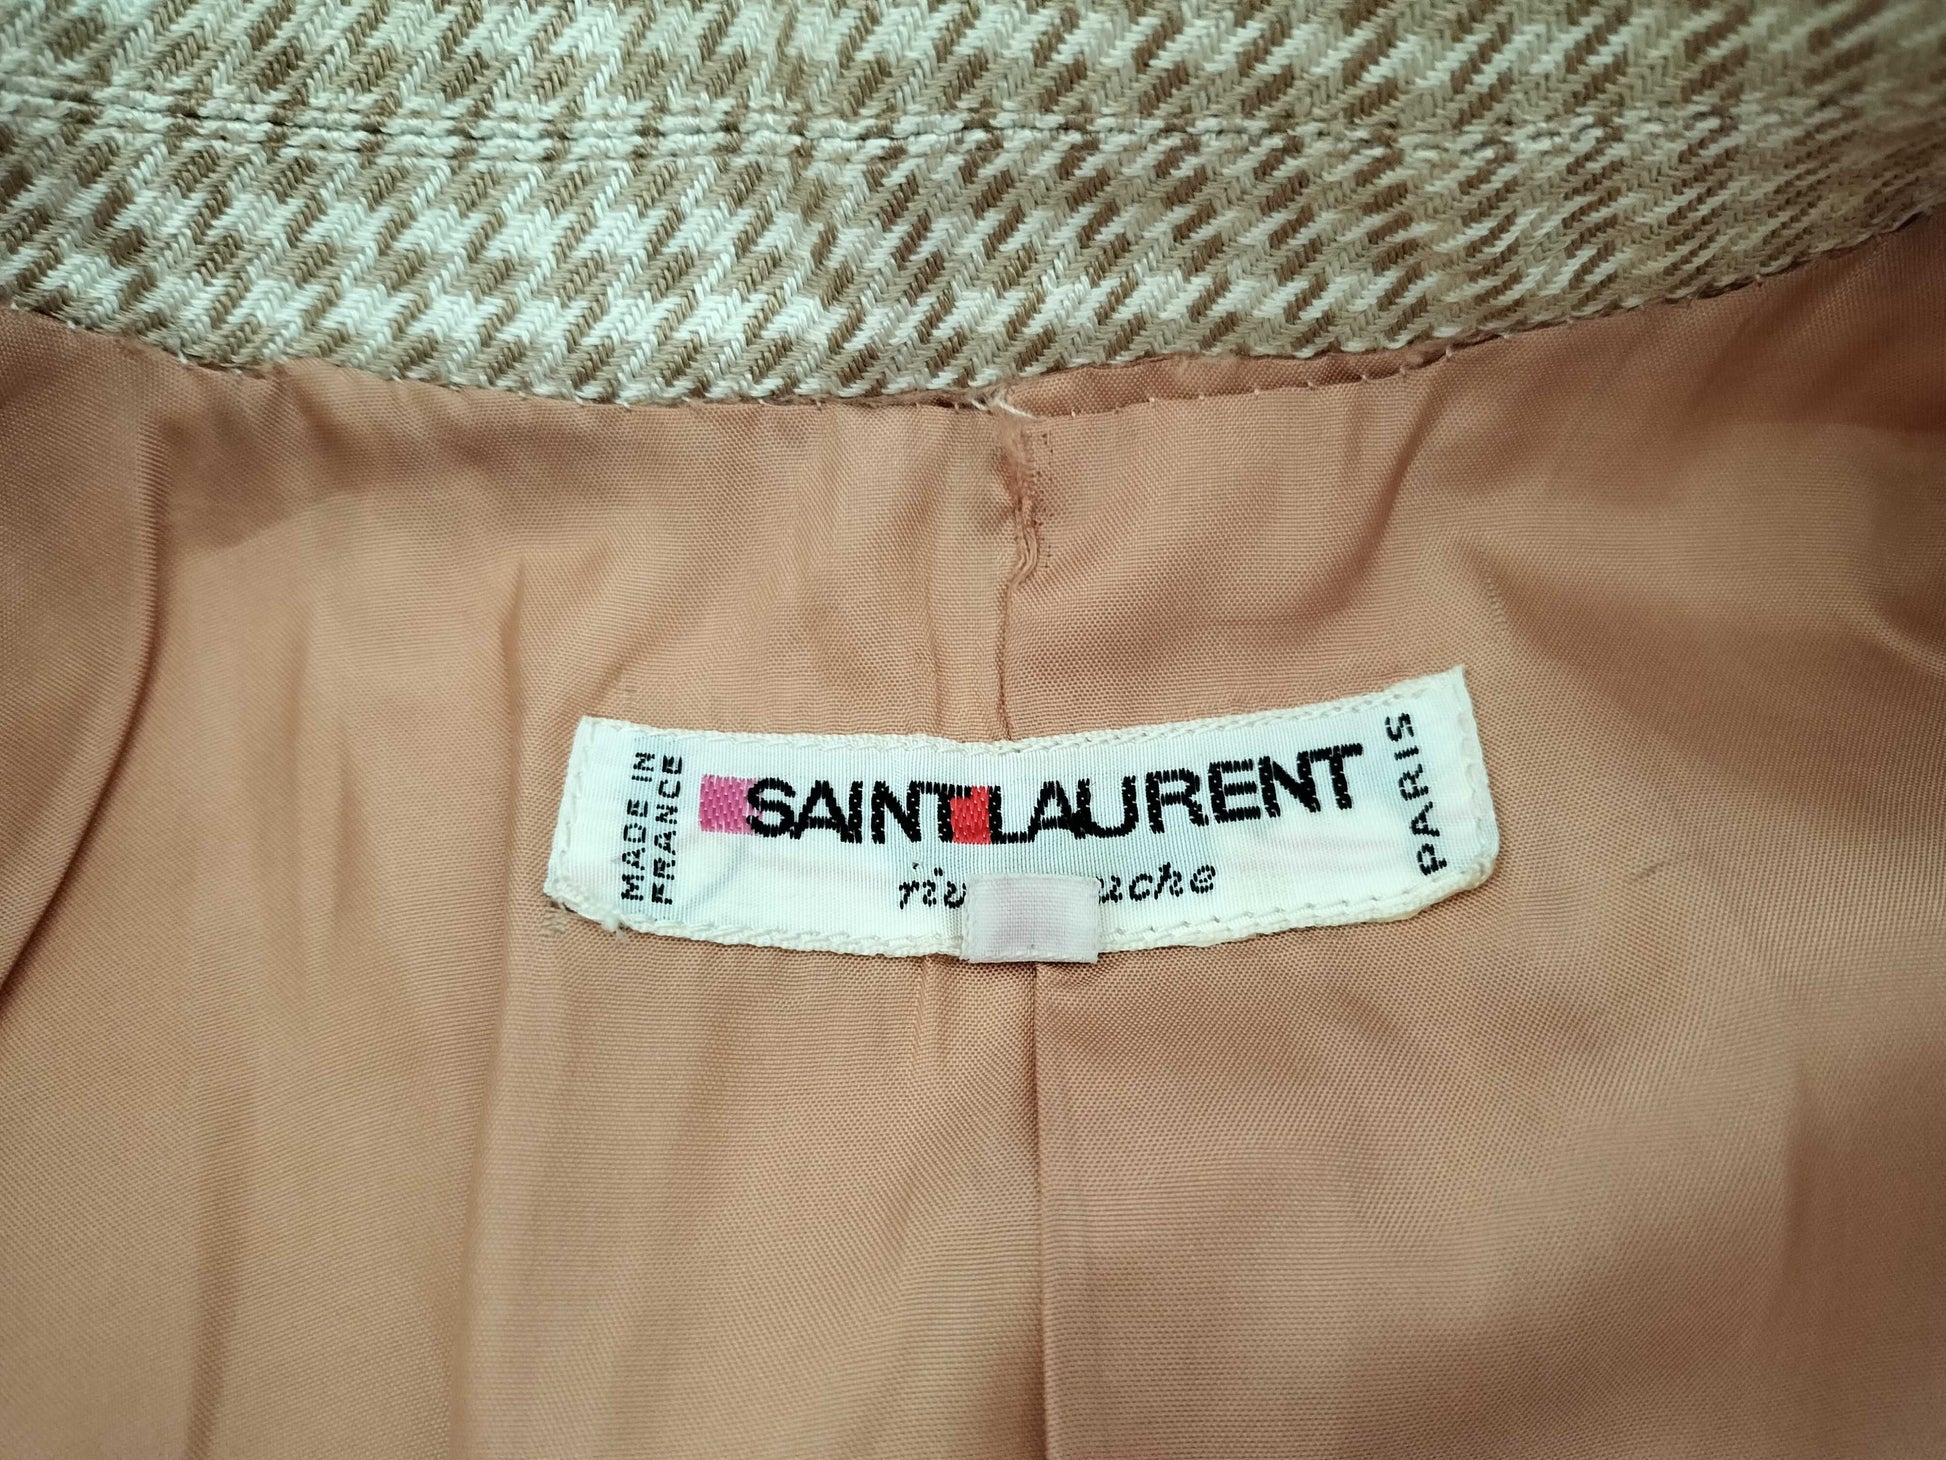 MADE IN
FRANCE
SAINT LAURENT
PARIS